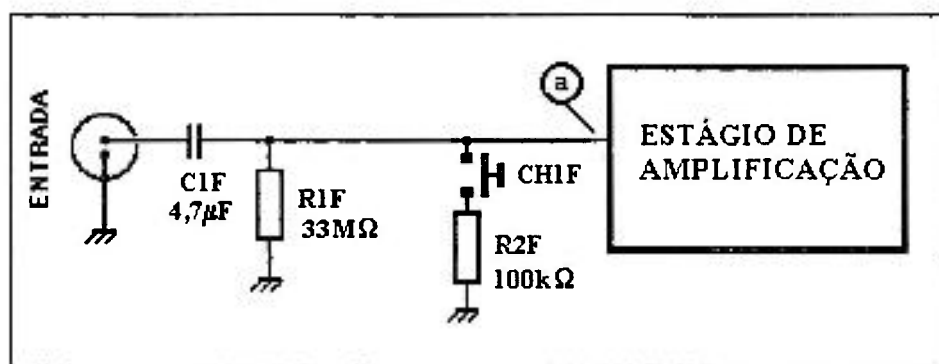 ENTRADA
C1F
4,7µF
R1F
33MΩ
CH1F
R2F
100kΩ
a
ESTÁGIO DE
AMPLIFICAÇÃO